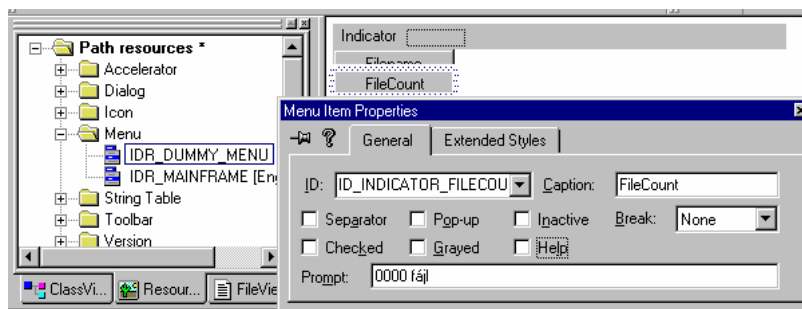 Path resources *
Accelerator
Dialog
Icon
Menu
IDR_DUMMY_MENU
IDR_MAINFRAME [En
String Table
Toolbar
Version
ClassVi...
Resour...
FileVie
Indicator
Filename
FileCount
Menu Item Properties
General
Extended Styles
ID:
ID_INDICATOR_FILECOU
Caption:
FileCount
Separator
Pop-up
Inactive
Break:
None
Checked
Grayed
Help
Prompt:
0000 fájl